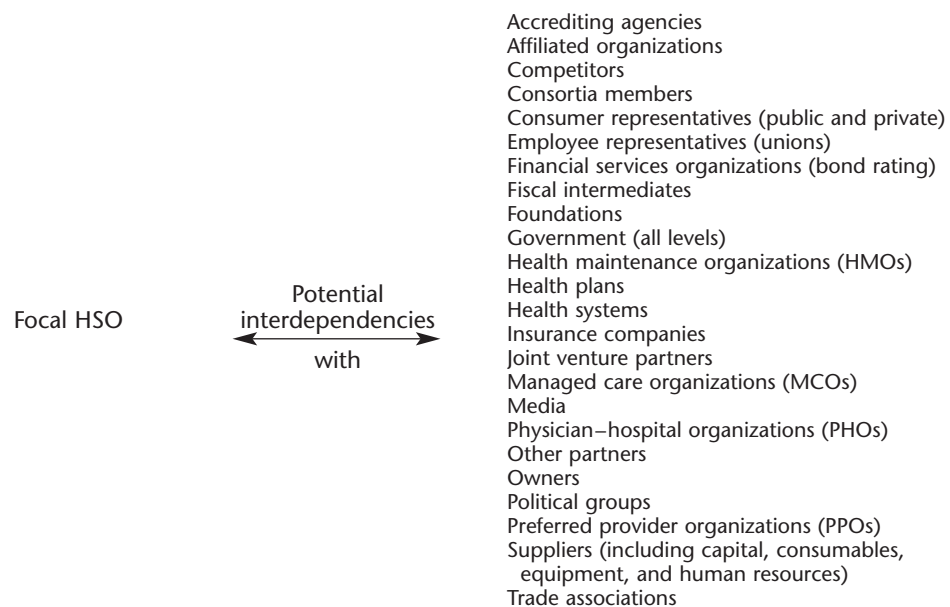 Focal HSO
Potential
interdependencies
with
Accrediting agencies
Affiliated organizations
Competitors
Consortia members
Consumer representatives (public and private)
Employee representatives (unions)
Financial services organizations (bond rating)
Fiscal intermediates
Foundations
Government (all levels)
Health maintenance organizations (HMOs)
Health plans
Health systems
Insurance companies
Joint venture partners
Managed care organizations (MCOs)
Media
Physician–hospital organizations (PHOs)
Other partners
Owners
Political groups
Preferred provider organizations (PPOs)
Suppliers (including capital, consumables,
equipment, and human resources)
Trade associations